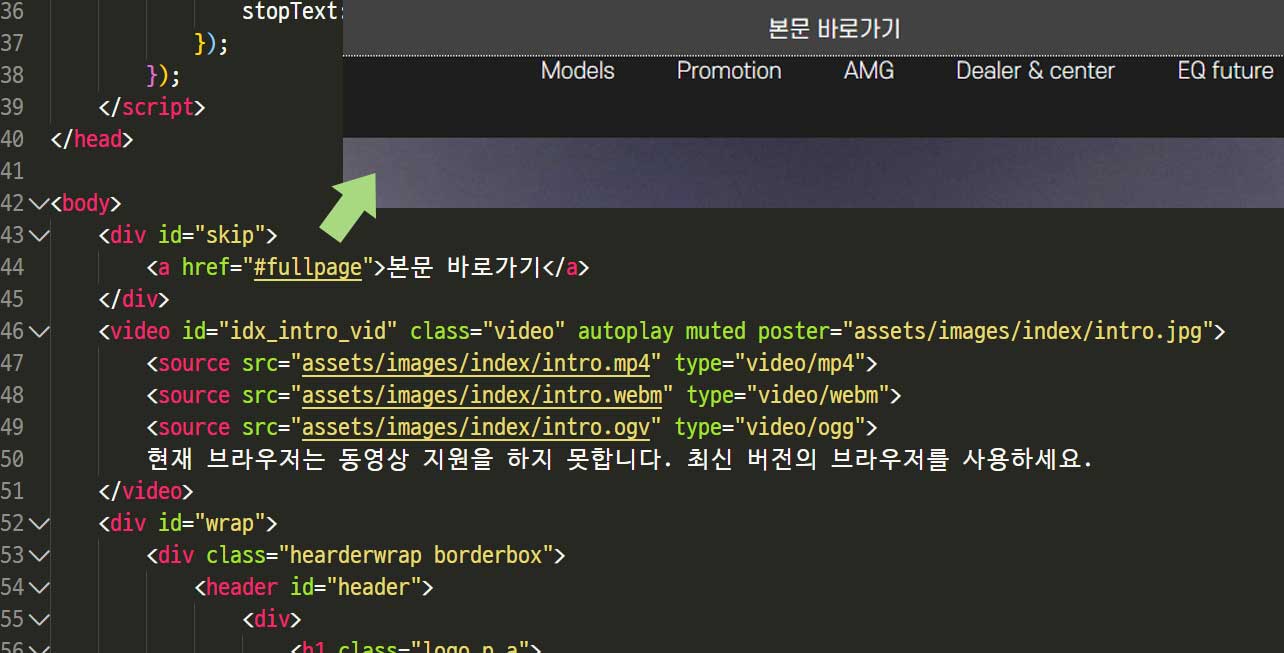 36 stopText:
37 });
38 });
39 </script>
40 </head>
41
본문 바로가기
Models Promotion AMG Dealer & center EQ future
42 <body>
43 <div id="skip">
44 <a href="#fullpage">본문 바로가기</a>
45 </div>
46 <video id="idx_intro_vid" class="video" autoplay muted poster="assets/images/index/intro.jpg">
47 <source src="assets/images/index/intro.mp4" type="video/mp4">
48 <source src="assets/images/index/intro.webm" type="video/webm">
49 <source src="assets/images/index/intro.ogv" type="video/ogg">
50 현재 브라우저는 동영상 지원을 하지 못합니다. 최신 버전의 브라우저를 사용하세요.
51 </video>
52 <div id="wrap">
53 <div class="hearderwrap borderbox">
54 <header id="header">
55 <div>
56 <h1 class="logo p_a">